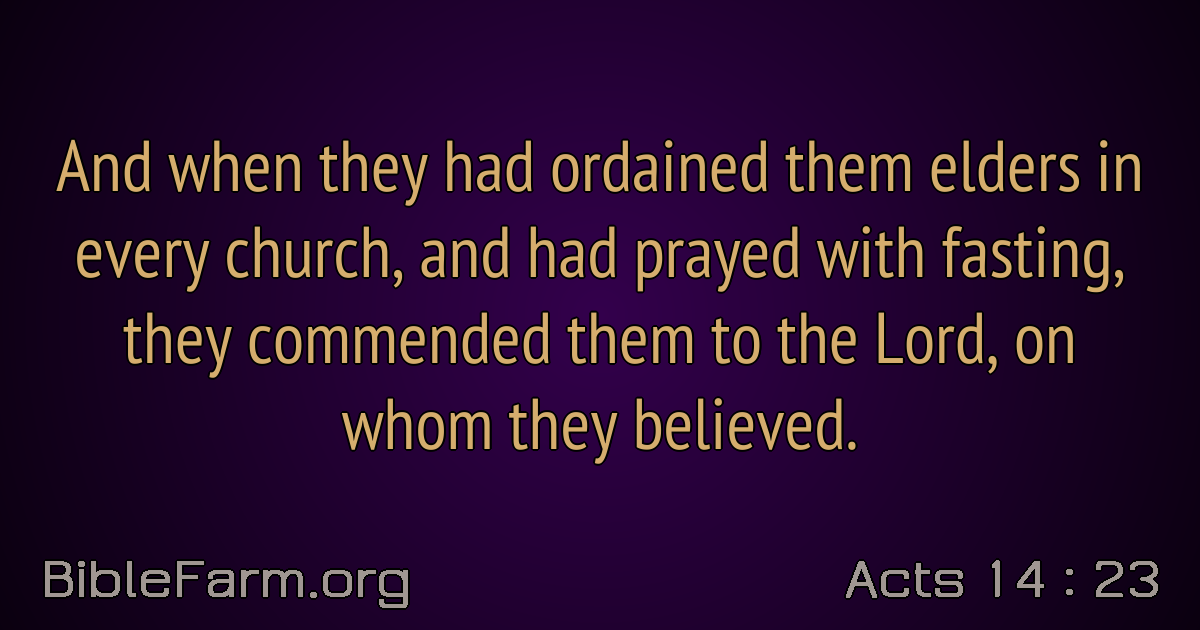 And when they had ordained them elders in
every church, and had prayed with fasting,
they commended them to the Lord, on
whom they believed.
BibleFarm.org
Acts 14 : 23